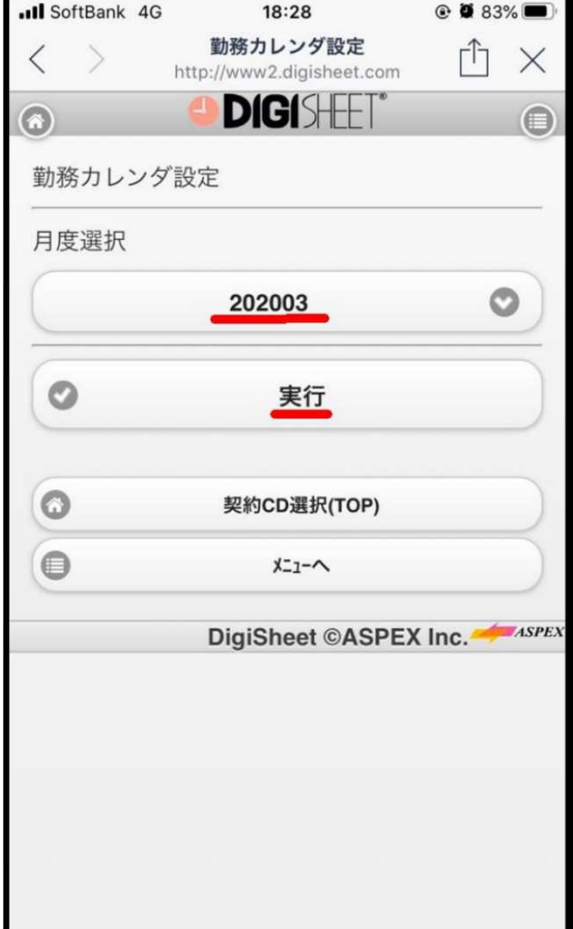 SoftBank 4G 18:28 83%
勤務カレンダ設定
http://www2.digisheet.com
DIGISHEET®
勤務カレンダ設定
月度選択
202003
実行
契約CD選択(TOP)
ﾒﾆｭｰへ
DigiSheet ©ASPEX Inc. ASPEX